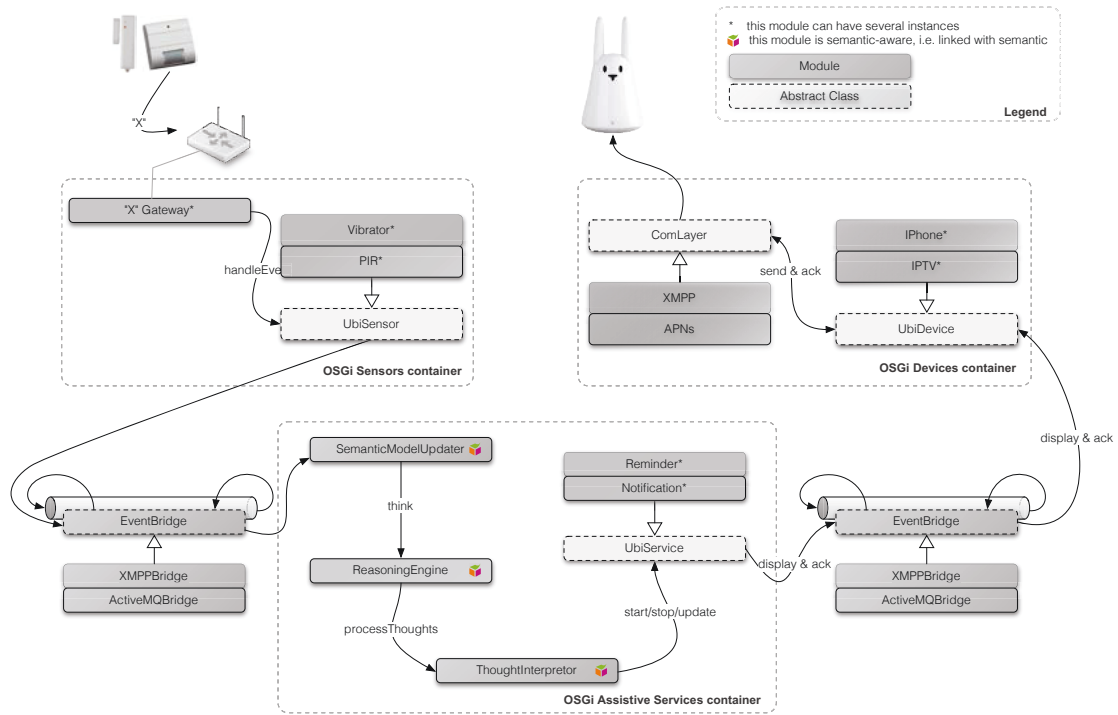 * this module can have several instances
this module is semantic-aware, i.e. linked with semantic
Module
Abstract Class
Legend
"X"
"X" Gateway*
Vibrator*
PIR*
handleEve
UbiSensor
OSGi Sensors container
ComLayer
IPhone*
IPTV*
send & ack
XMPP
APNs
UbiDevice
OSGi Devices container
display & ack
SemanticModelUpdater
Reminder*
Notification*
think
EventBridge
UbiService
EventBridge
display & ack
ReasoningEngine
XMPPBridge
ActiveMQBridge
XMPPBridge
ActiveMQBridge
start/stop/update
processThoughts
ThoughtInterpretor
OSGi Assistive Services container